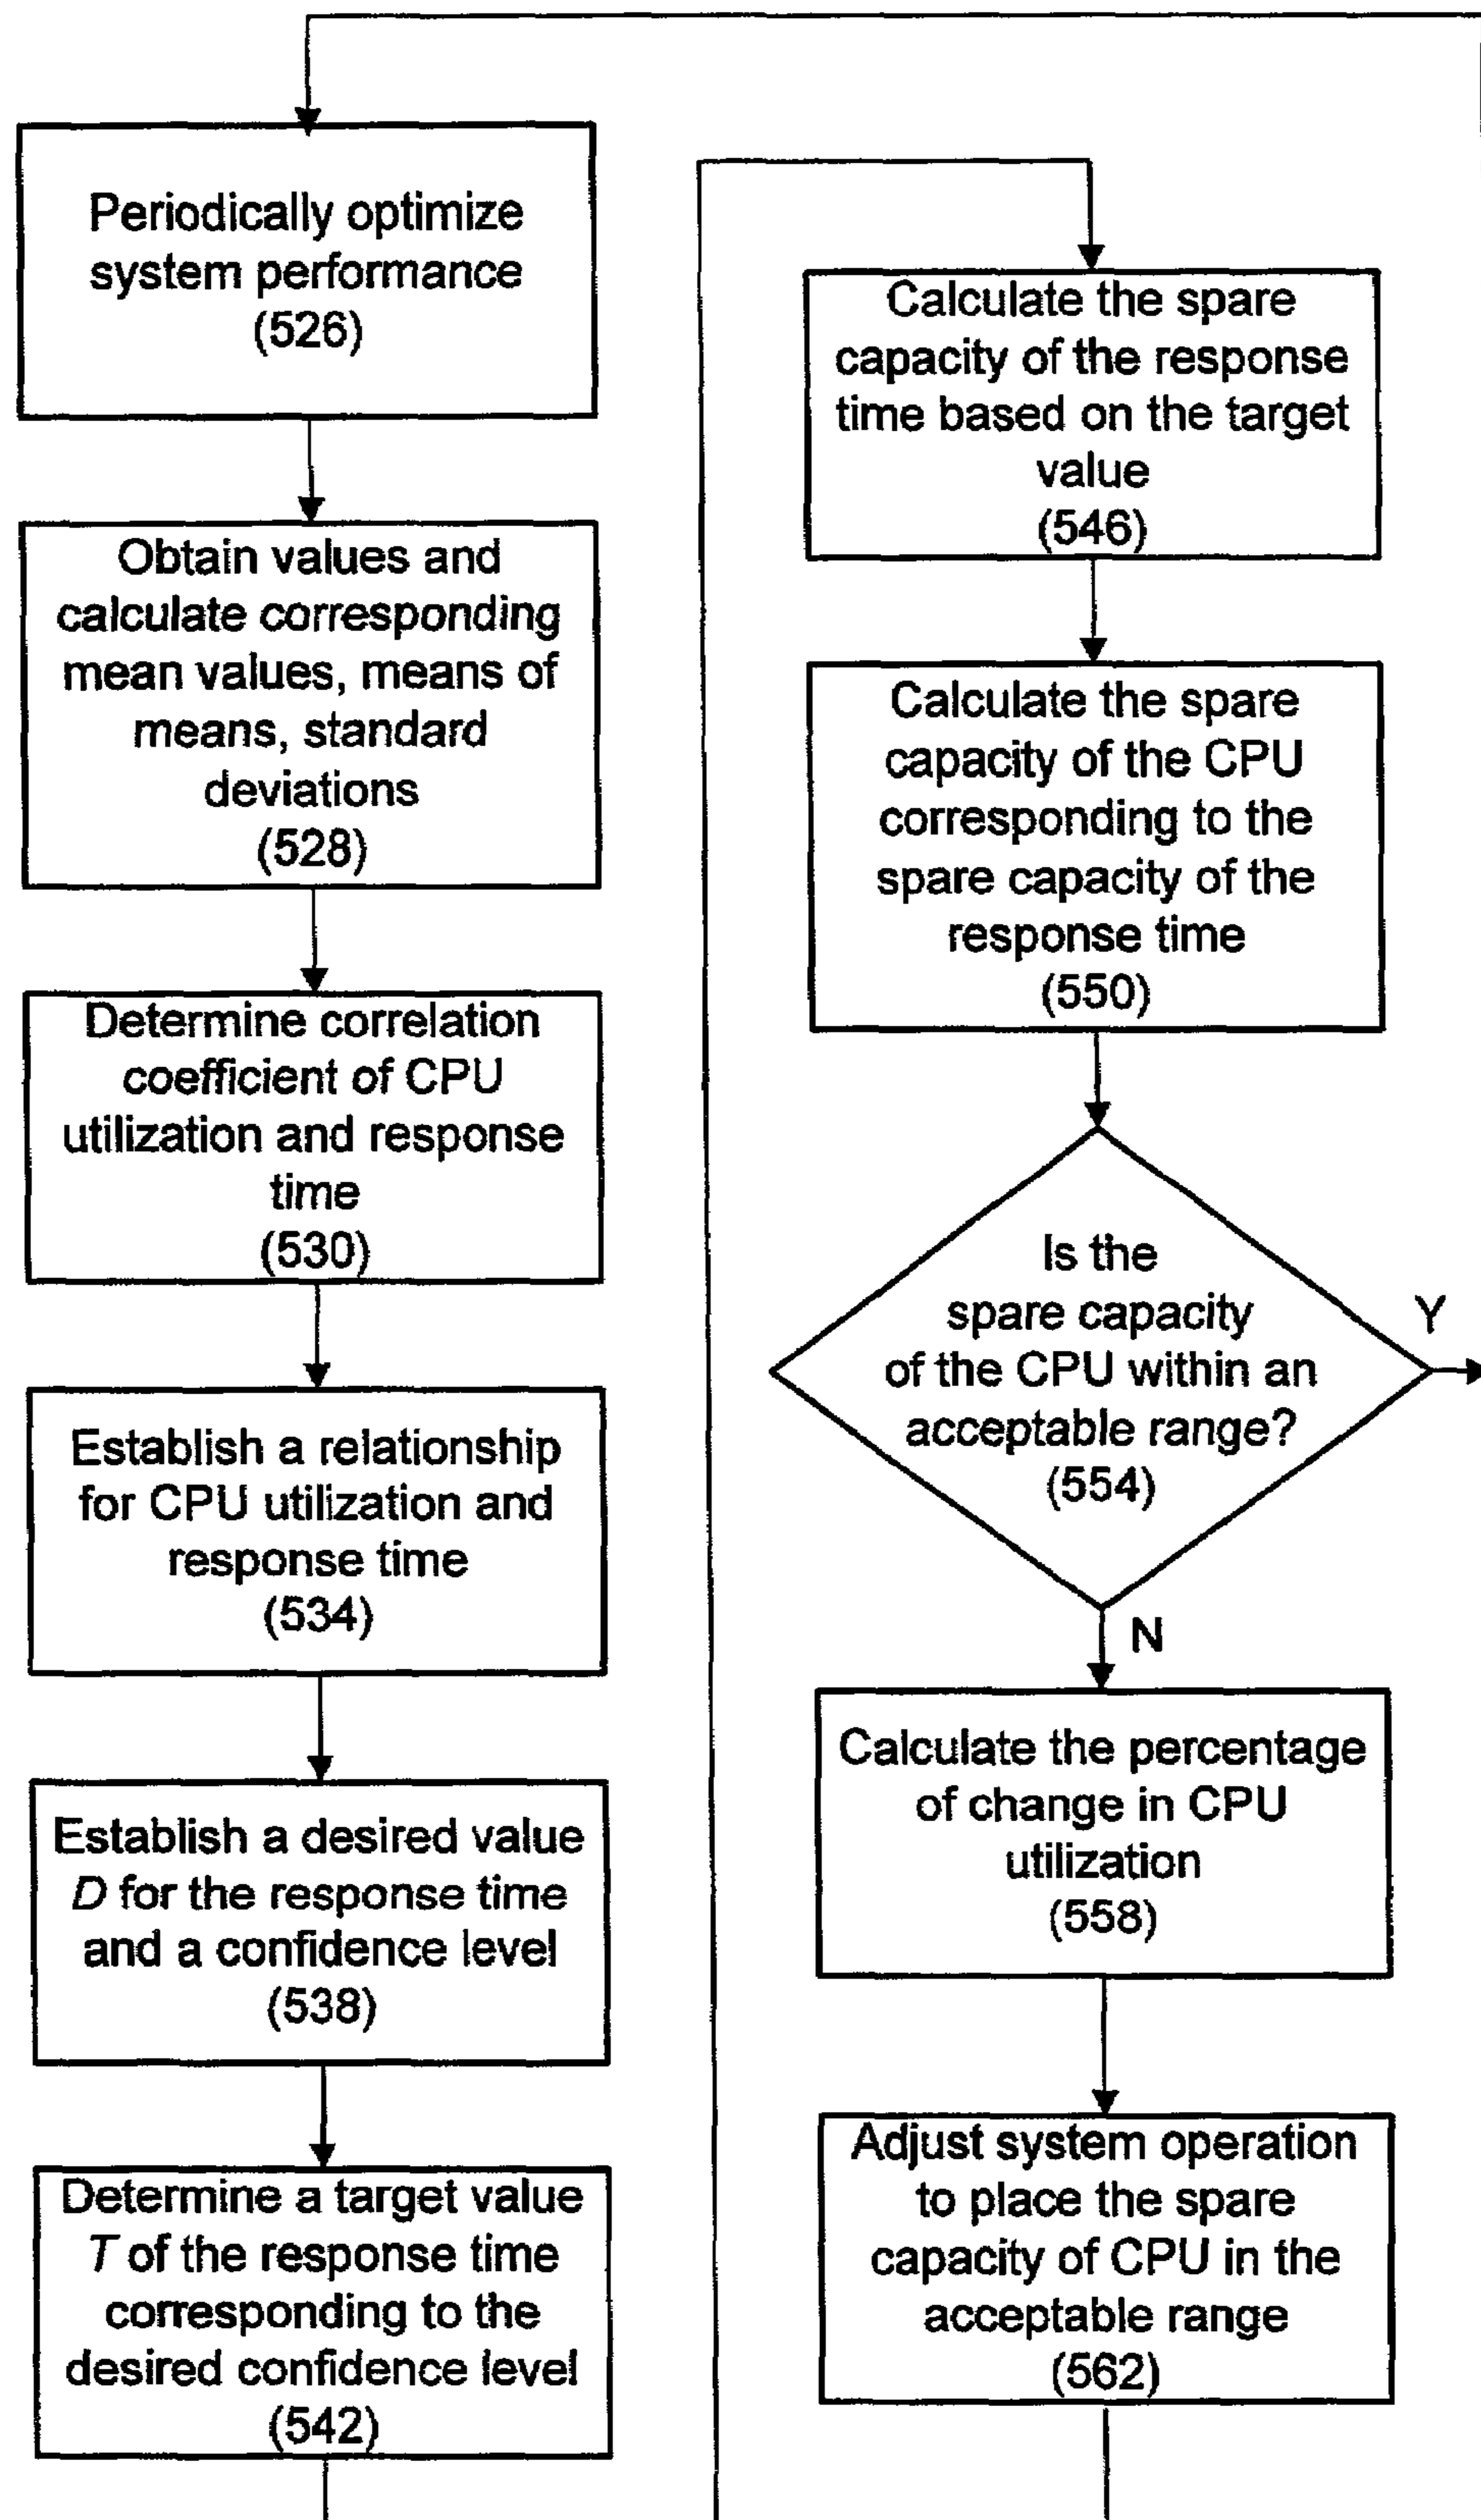 Periodically optimize
system performance
(526)
Obtain values and
calculate corresponding
mean values, means of
means, standard
deviations
(528)
Determine correlation
coefficient of CPU
utilization and response
time
(530)
Establish a relationship
for CPU utilization and
response time
(534)
Establish a desired value
D for the response time
and a confidence level
(538)
Determine a target value
T of the response time
corresponding to the
desired confidence level
(542)
Calculate the spare
capacity of the response
time based on the target
value
(546)
Calculate the spare
capacity of the CPU
corresponding to the
spare capacity of the
response time
(550)
Is the
spare capacity
of the CPU within an
acceptable range?
(554)
Y
N
Calculate the percentage
of change in CPU
utilization
(558)
Adjust system operation
to place the spare
capacity of CPU in the
acceptable range
(562)